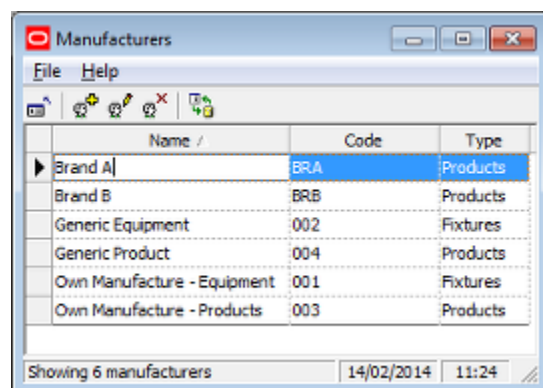 Manufacturers
File Help
Name Code Type
Brand A BRA Products
Brand B BRB Products
Generic Equipment 002 Fixtures
Generic Product 004 Products
Own Manufacture - Equipment 001 Fixtures
Own Manufacture - Products 003 Products
Showing 6 manufacturers 14/02/2014 11:24